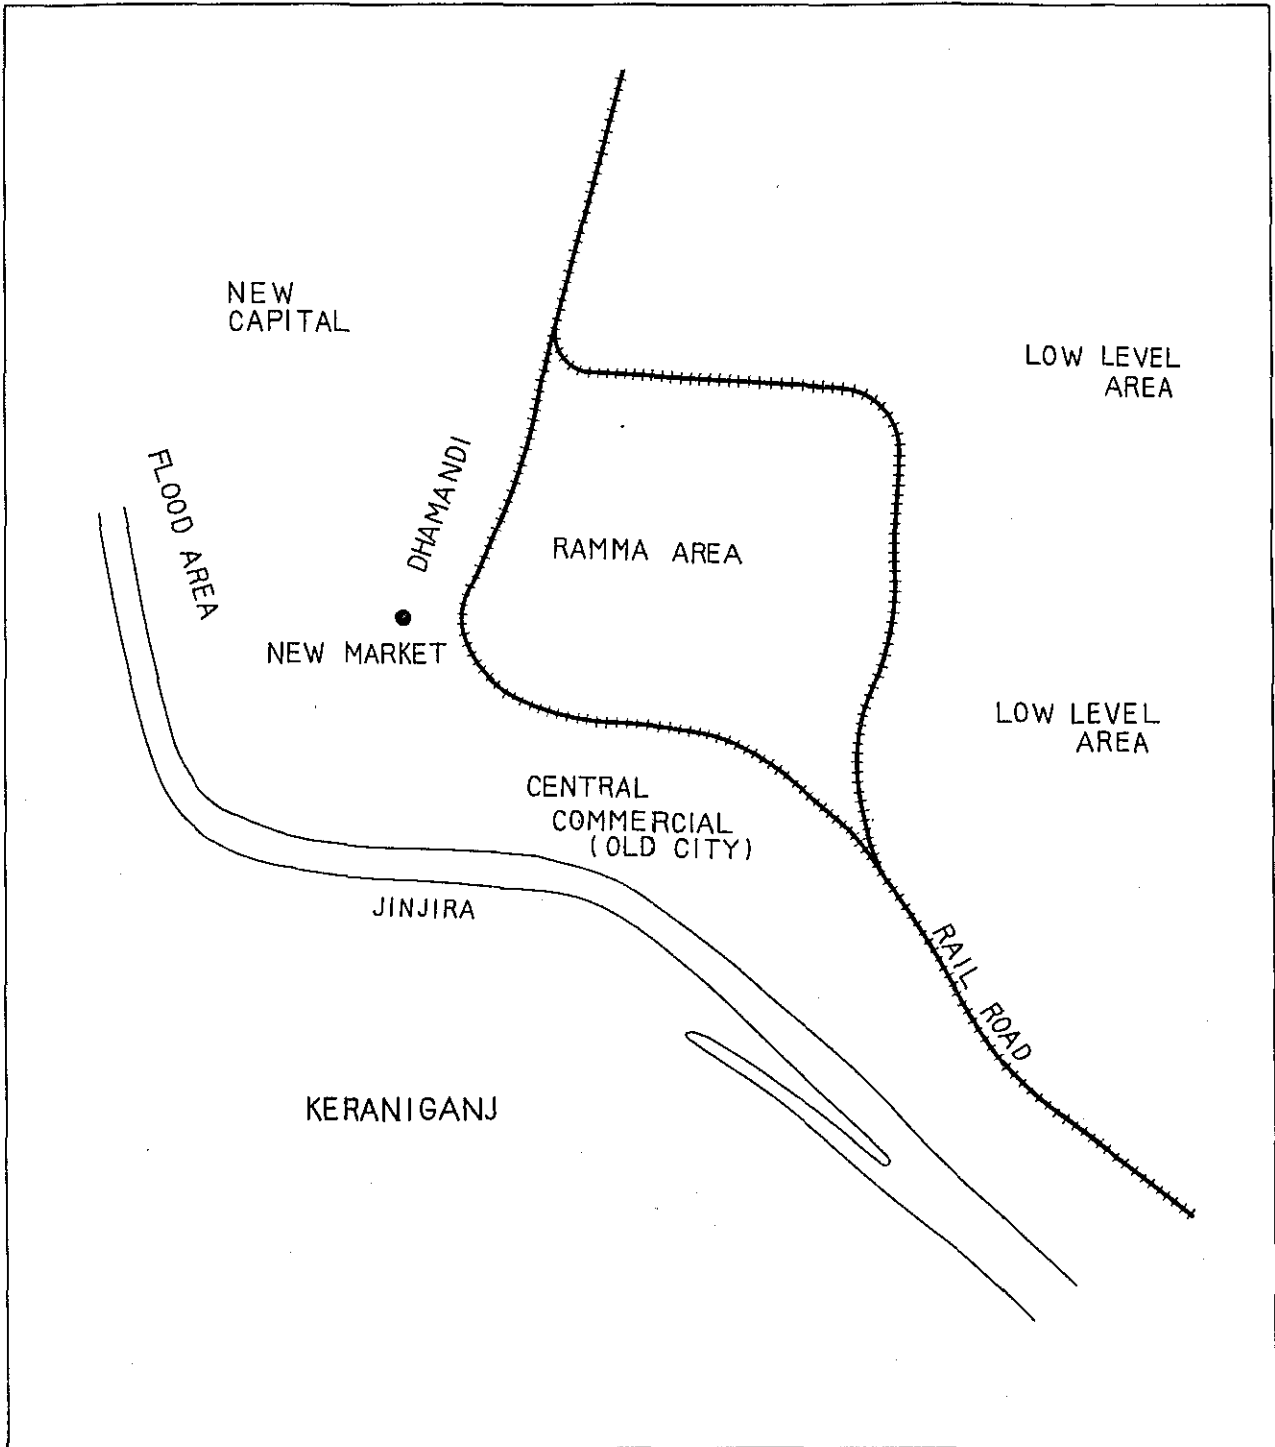 NEW
CAPITAL
LOW LEVEL
AREA
FLOOD AREA
DHAMANDI
RAMMA AREA
NEW MARKET
LOW LEVEL
AREA
CENTRAL
COMMERCIAL
(OLD CITY)
JINJIRA
RAIL ROAD
KERANIGANJ